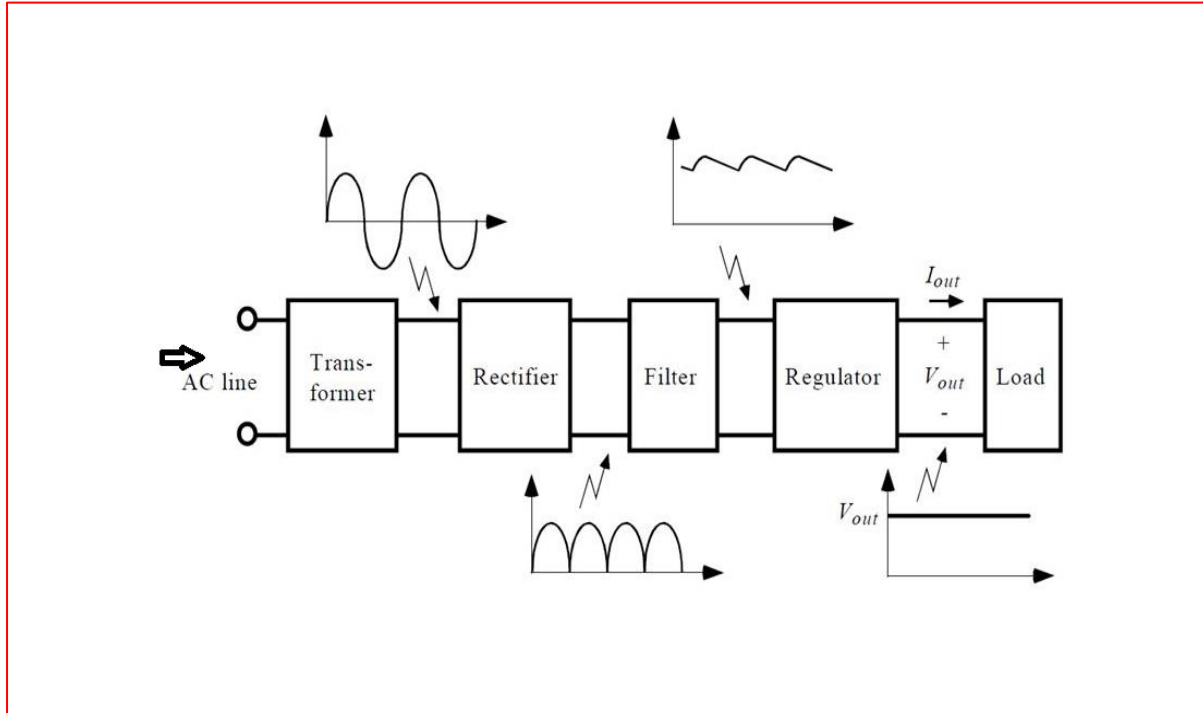 I_out
AC line
Trans-
former
Rectifier
Filter
Regulator
+
V_out
-
Load
V_out